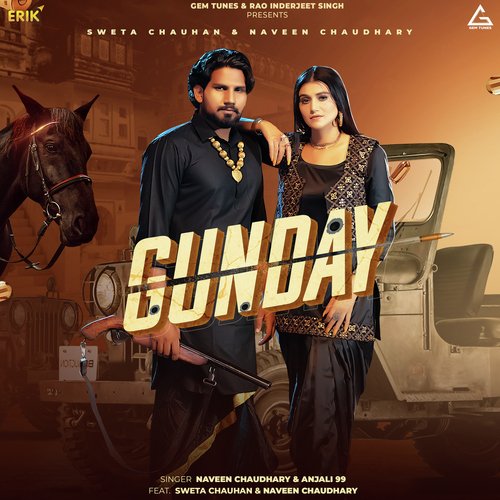 GEM TUNES & RAO INDERJEET SINGH
PRESENTS
ERIK
GEM TUNES
SWETA CHAUHAN & NAVEEN CHAUDHARY
GUNDAY
SINGER NAVEEN CHAUDHARY & ANJALI 99
FEAT. SWETA CHAUHAN & NAVEEN CHAUDHARY